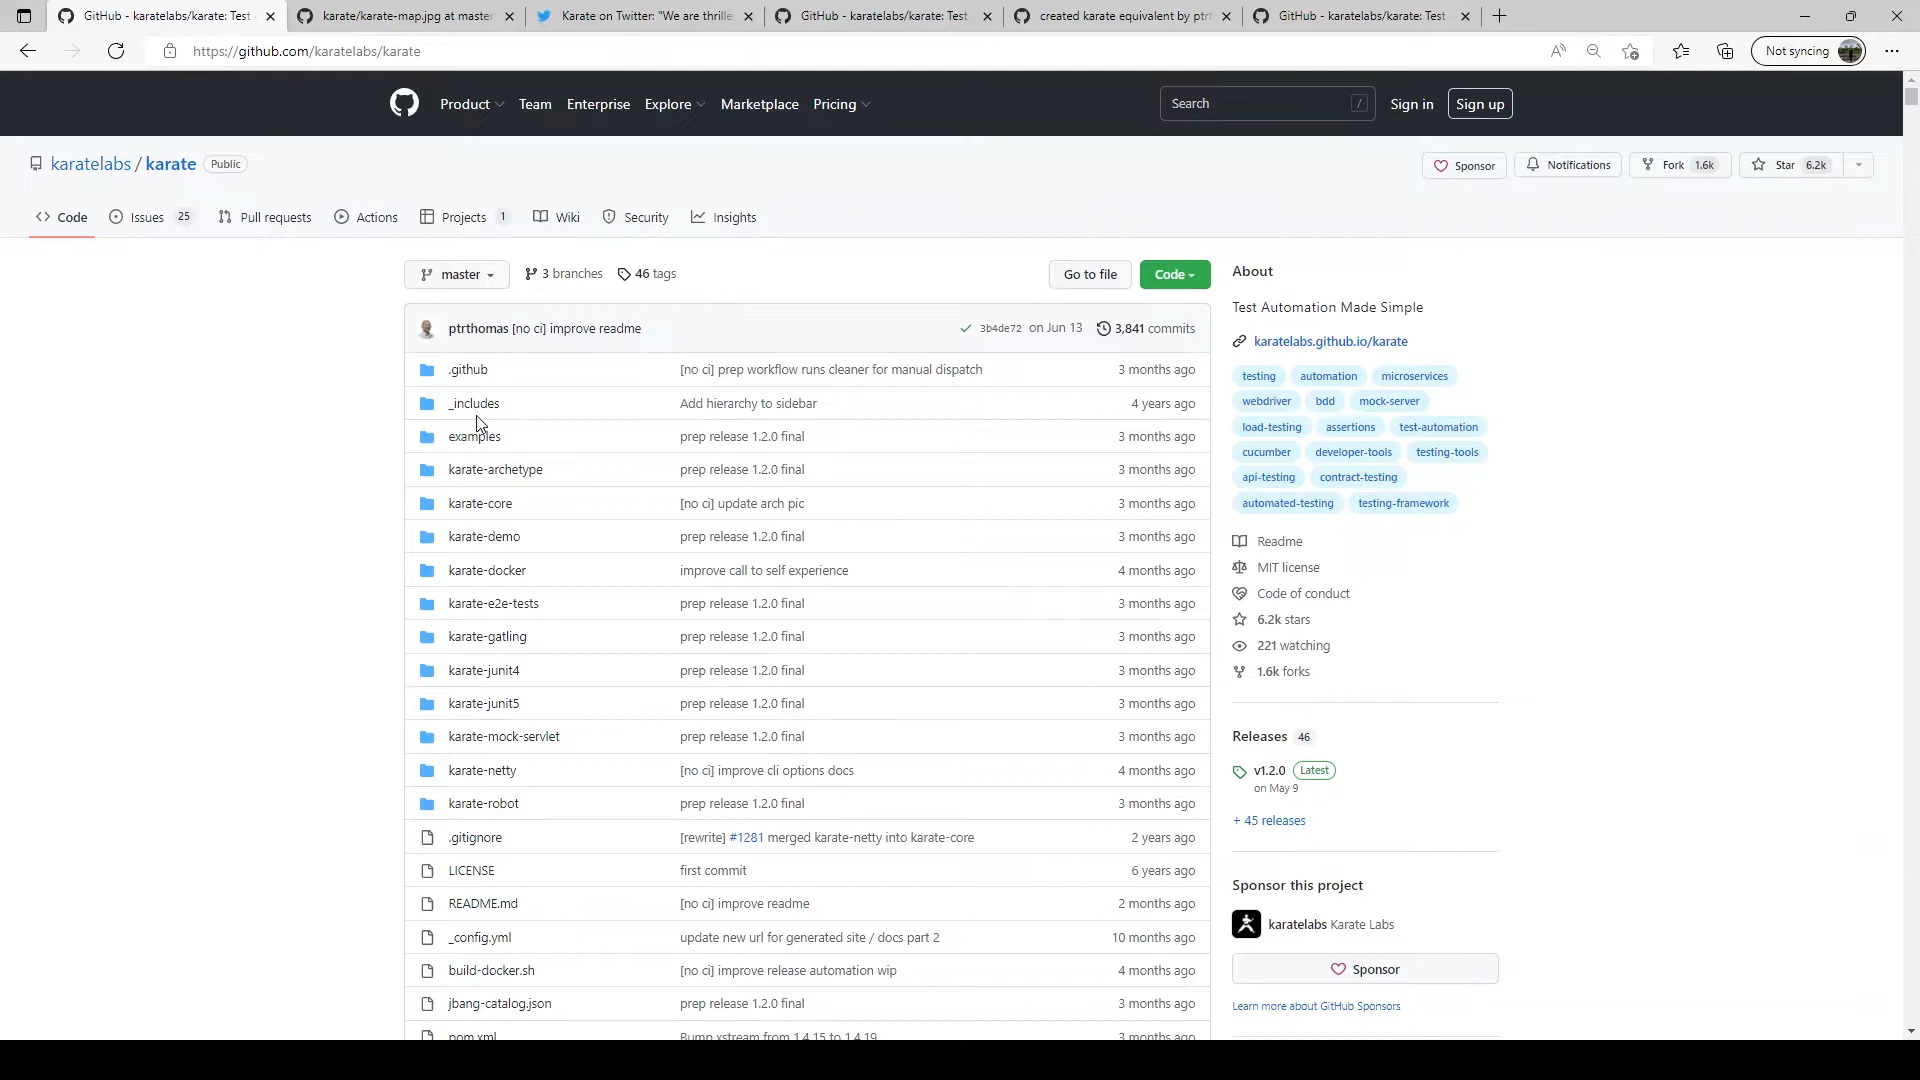 GitHub - karatelabs/karate: Test
karate/karate-map.jpg at master
Karate on Twitter: "We are thrille
GitHub - karatelabs/karate: Test
created karate equivalent by ptrt
GitHub - karatelabs/karate: Test
https://github.com/karatelabs/karate
Not syncing
Product Team Enterprise Explore Marketplace Pricing
Search /
Sign in Sign up
karatelabs / karate Public
Sponsor Notifications Fork 1.6k Star 6.2k
Code Issues 25 Pull requests Actions Projects 1 Wiki Security Insights
master 3 branches 46 tags Go to file Code
ptrthomas [no ci] improve readme 3b4de72 on Jun 13 3,841 commits
.github [no ci] prep workflow runs cleaner for manual dispatch 3 months ago
_includes Add hierarchy to sidebar 4 years ago
examples prep release 1.2.0 final 3 months ago
karate-archetype prep release 1.2.0 final 3 months ago
karate-core [no ci] update arch pic 3 months ago
karate-demo prep release 1.2.0 final 3 months ago
karate-docker improve call to self experience 4 months ago
karate-e2e-tests prep release 1.2.0 final 3 months ago
karate-gatling prep release 1.2.0 final 3 months ago
karate-junit4 prep release 1.2.0 final 3 months ago
karate-junit5 prep release 1.2.0 final 3 months ago
karate-mock-servlet prep release 1.2.0 final 3 months ago
karate-netty [no ci] improve cli options docs 4 months ago
karate-robot prep release 1.2.0 final 3 months ago
.gitignore [rewrite] #1281 merged karate-netty into karate-core 2 years ago
LICENSE first commit 6 years ago
README.md [no ci] improve readme 2 months ago
_config.yml update new url for generated site / docs part 2 10 months ago
build-docker.sh [no ci] improve release automation wip 4 months ago
jbang-catalog.json prep release 1.2.0 final 3 months ago
pom.xml Bump xstream from 1.4.15 to 1.4.19 3 months ago
About
Test Automation Made Simple
karatelabs.github.io/karate
testing automation microservices
webdriver bdd mock-server
load-testing assertions test-automation
cucumber developer-tools testing-tools
api-testing contract-testing
automated-testing testing-framework
Readme
MIT license
Code of conduct
6.2k stars
221 watching
1.6k forks
Releases 46
v1.2.0 Latest
on May 9
+ 45 releases
Sponsor this project
karatelabs Karate Labs
Sponsor
Learn more about GitHub Sponsors